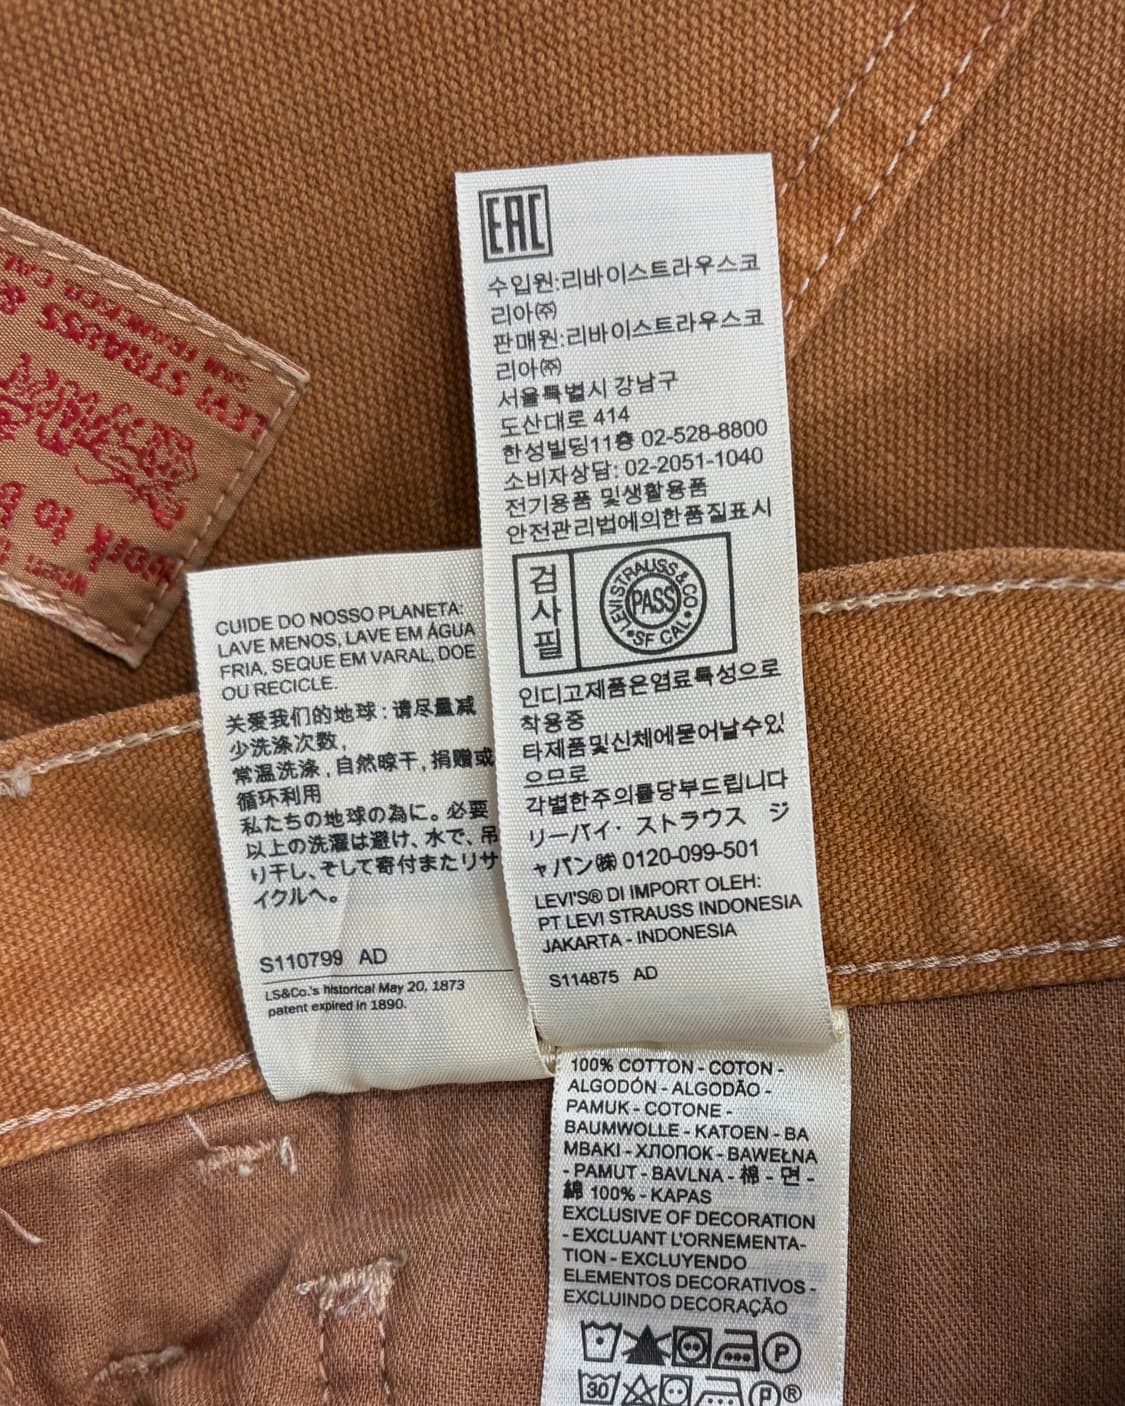 EAC
수입원:리바이스트라우스코
리아㈜
판매원:리바이스트라우스코
리아㈜
서울특별시 강남구
도산대로 414
한성빌딩11층 02-528-8800
소비자상담: 02-2051-1040
전기용품 및생활용품
안전관리법에의한품질표시
검사필
LEVI STRAUSS & CO
PASS
SF CAL
인디고제품은염료특성으로
착용중
타제품및신체에묻어날수있
으므로
각별한주의를당부드립니다
リーバイ・ストラウス ジ
ャパン㈱ 0120-099-501
LEVI'S® DI IMPORT OLEH:
PT LEVI STRAUSS INDONESIA
JAKARTA - INDONESIA
S114875 AD
CUIDE DO NOSSO PLANETA:
LAVE MENOS, LAVE EM ÁGUA
FRIA, SEQUE EM VARAL, DOE
OU RECICLE.
关爱我们的地球:请尽量减
少洗涤次数,
常温洗涤,自然晾干,捐赠或
循环利用
私たちの地球の為に。必要
以上の洗濯は避け、水で、吊
り干し、そして寄付またリサ
イクルへ。
S110799 AD
LS&Co.'s historical May 20, 1873
patent expired in 1890.
100% COTTON - COTON -
ALGODÓN - ALGODÃO -
PAMUK - COTONE -
BAUMWOLLE - KATOEN - BA
MBAKI - ХЛОПОК - BAWEŁNA
- PAMUT - BAVLNA - 棉 - 면 -
綿 100% - KAPAS
EXCLUSIVE OF DECORATION
- EXCLUANT L'ORNEMENTA-
TION - EXCLUYENDO
ELEMENTOS DECORATIVOS -
EXCLUINDO DECORAÇÃO
P
30 P®
LEVI STRAUSS &
SAN FRANCISCO, CAL